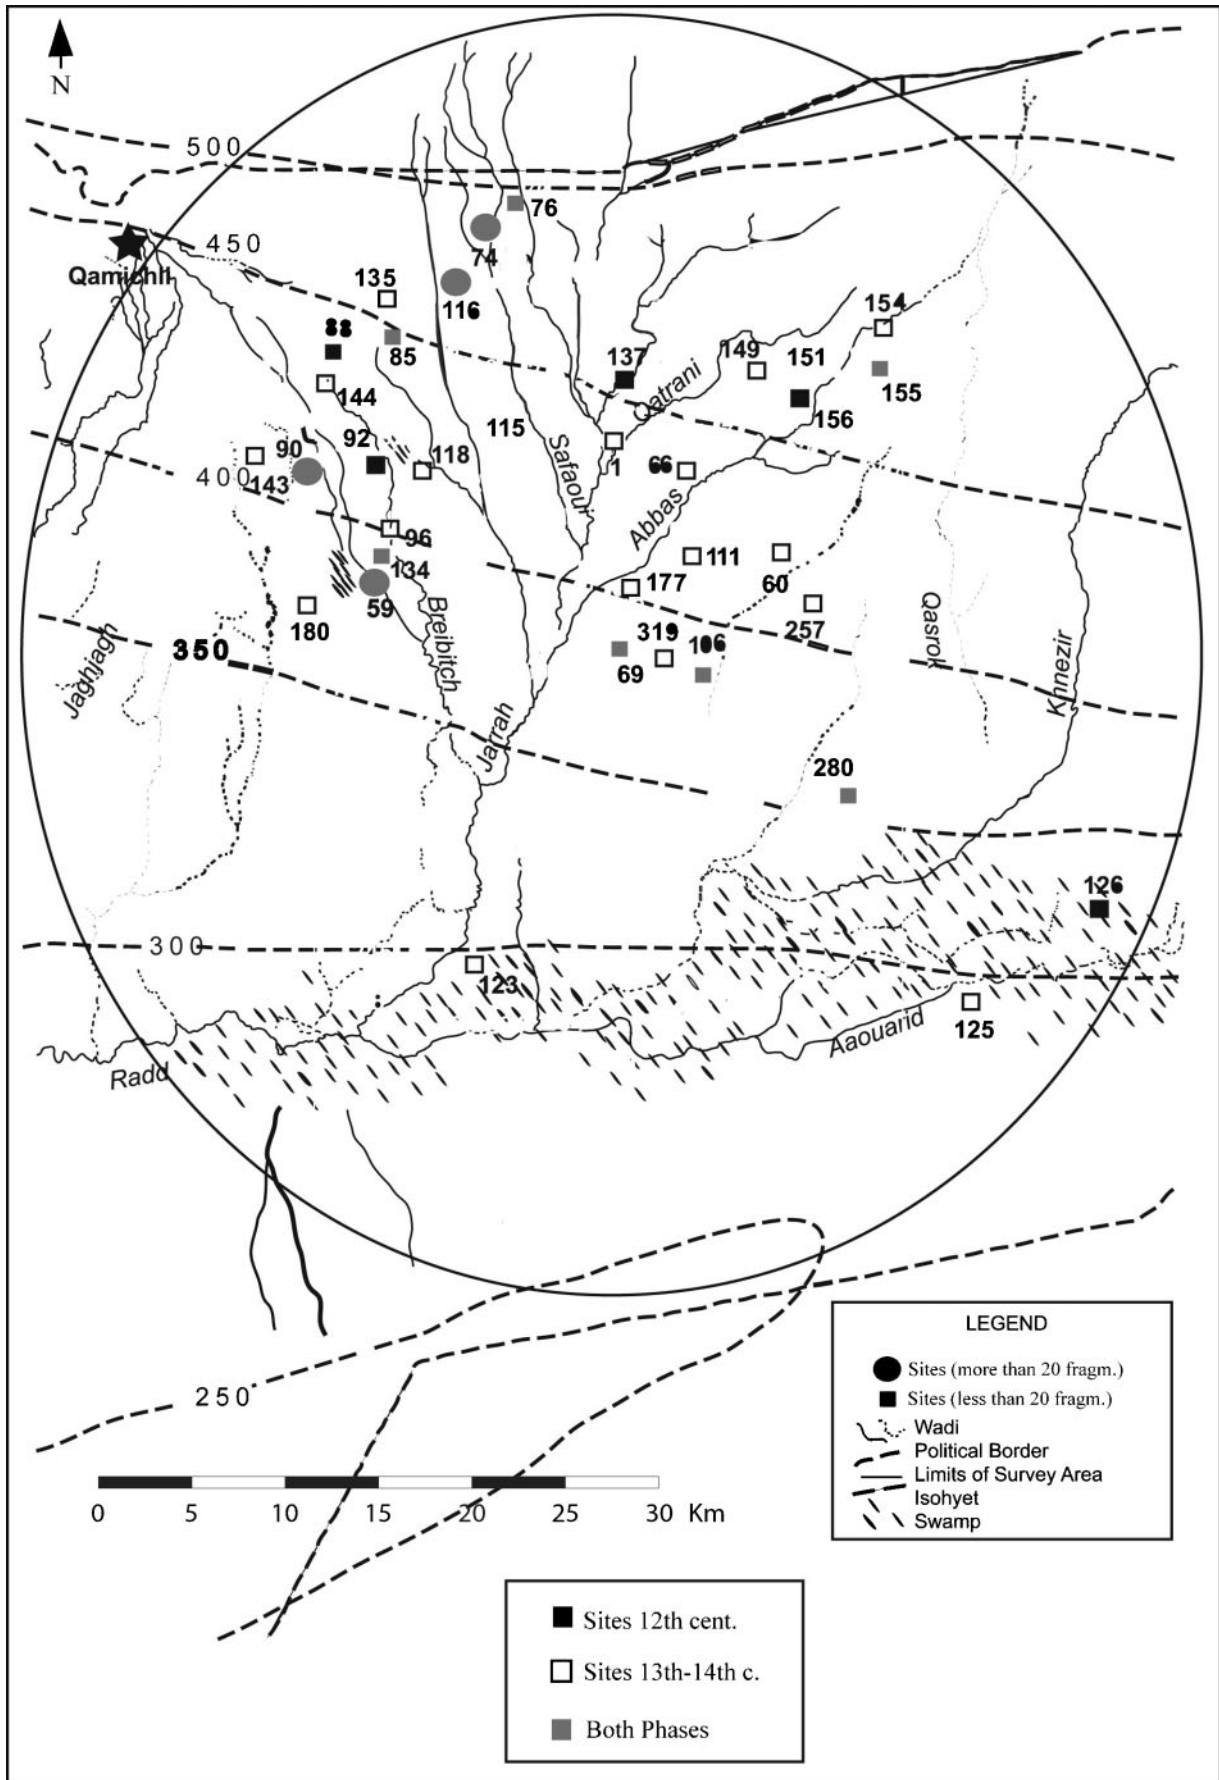 N
500
76
450
Qamichli
74
135
116
154
88
85
137
149
151
155
144
Qatrani
156
90
92
118
115
Safaoui
1
66
400
143
Abbas
96
111
134
177
60
59
Breibitch
257
Qasrok
180
350
319
106
Khnezir
Jaghjagh
69
Jarrah
280
126
300
123
125
Aaouarid
Radd
LEGEND
Sites (more than 20 fragm.)
Sites (less than 20 fragm.)
Wadi
Political Border
Limits of Survey Area
Isohyet
Swamp
250
0 5 10 15 20 25 30 Km
Sites 12th cent.
Sites 13th-14th c.
Both Phases